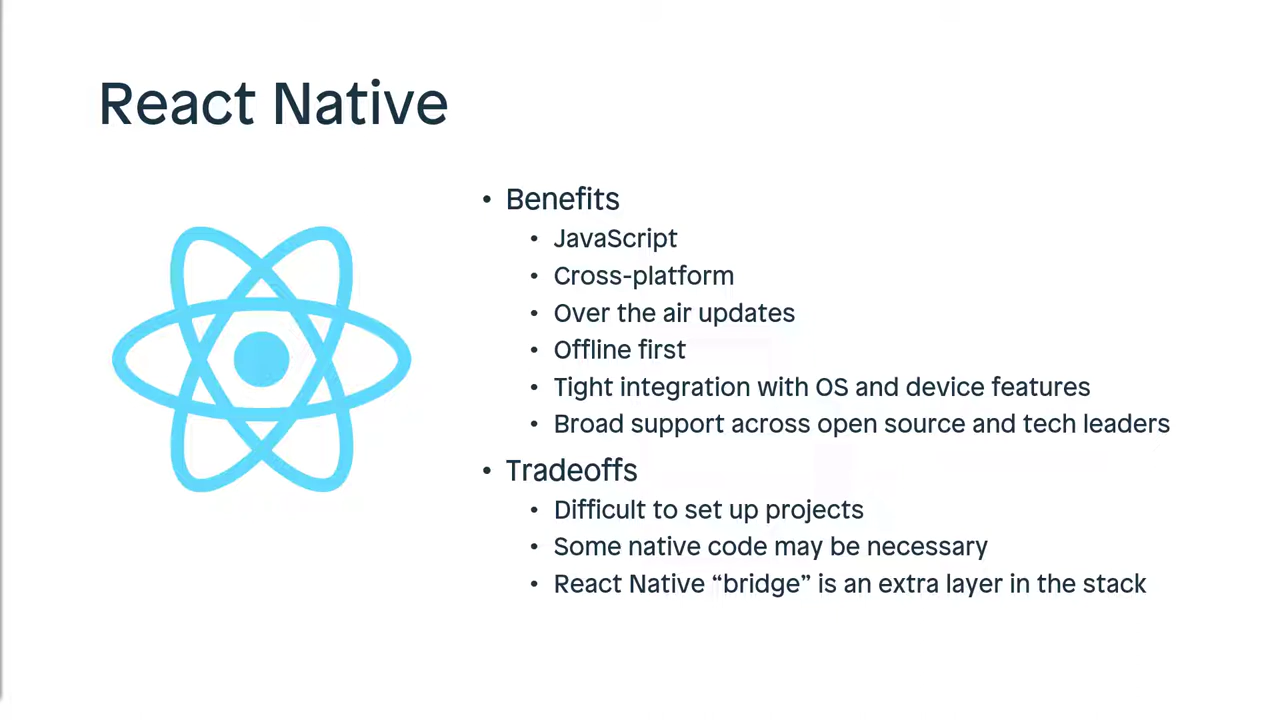 React Native
• Benefits
• JavaScript
• Cross-platform
• Over the air updates
• Offline first
• Tight integration with OS and device features
• Broad support across open source and tech leaders
• Tradeoffs
• Difficult to set up projects
• Some native code may be necessary
• React Native “bridge” is an extra layer in the stack